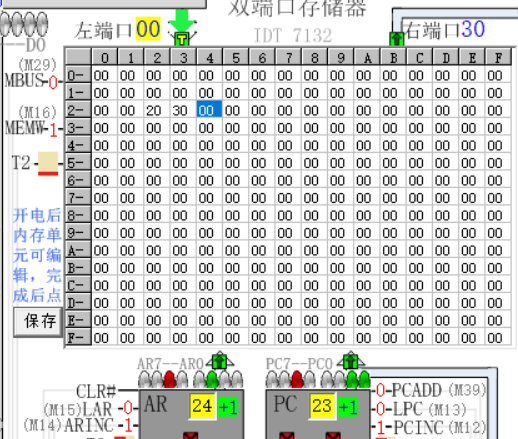 双端口存储器
左端口00
右端口30
D0
IDT 7132
(M29)
MBUS-0
(M16)
MEMW-1
T2
0 1 2 3 4 5 6 7 8 9 A B C D E F
0- 00 00 00 00 00 00 00 00 00 00 00 00 00 00 00 00
1- 00 00 00 00 00 00 00 00 00 00 00 00 00 00 00 00
2- 00 00 20 30 00 00 00 00 00 00 00 00 00 00 00 00
3- 00 00 00 00 00 00 00 00 00 00 00 00 00 00 00 00
4- 00 00 00 00 00 00 00 00 00 00 00 00 00 00 00 00
5- 00 00 00 00 00 00 00 00 00 00 00 00 00 00 00 00
6- 00 00 00 00 00 00 00 00 00 00 00 00 00 00 00 00
7- 00 00 00 00 00 00 00 00 00 00 00 00 00 00 00 00
8- 00 00 00 00 00 00 00 00 00 00 00 00 00 00 00 00
9- 00 00 00 00 00 00 00 00 00 00 00 00 00 00 00 00
A- 00 00 00 00 00 00 00 00 00 00 00 00 00 00 00 00
B- 00 00 00 00 00 00 00 00 00 00 00 00 00 00 00 00
C- 00 00 00 00 00 00 00 00 00 00 00 00 00 00 00 00
D- 00 00 00 00 00 00 00 00 00 00 00 00 00 00 00 00
E- 00 00 00 00 00 00 00 00 00 00 00 00 00 00 00 00
F- 00 00 00 00 00 00 00 00 00 00 00 00 00 00 00 00
开电后
内存单
元可编
辑，完
成后点
保存
AR7--AR0
PC7--PC0
CLR#
(M15)LAR -0-
(M14)ARINC -1-
AR 24 +1
PC 23 +1
-0-PCADD (M39)
-0-LPC (M13)
-1-PCINC(M12)